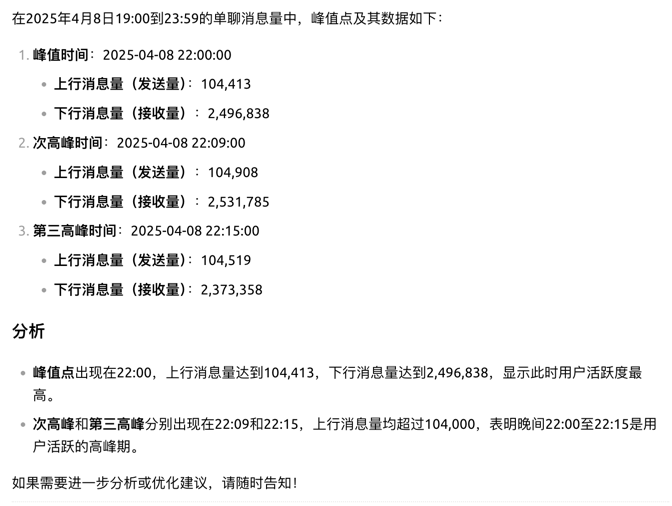 在2025年4月8日19:00到23:59的单聊消息量中，峰值点及其数据如下：
1. 峰值时间：2025-04-08 22:00:00
• 上行消息量（发送量）：104,413
• 下行消息量（接收量）：2,496,838
2. 次高峰时间：2025-04-08 22:09:00
• 上行消息量（发送量）：104,908
• 下行消息量（接收量）：2,531,785
3. 第三高峰时间：2025-04-08 22:15:00
• 上行消息量（发送量）：104,519
• 下行消息量（接收量）：2,373,358
分析
• 峰值点出现在22:00，上行消息量达到104,413，下行消息量达到2,496,838，显示此时用户活跃度最
高。
• 次高峰和第三高峰分别出现在22:09和22:15，上行消息量均超过104,000，表明晚间22:00至22:15是用
户活跃的高峰期。
如果需要进一步分析或优化建议，请随时告知！